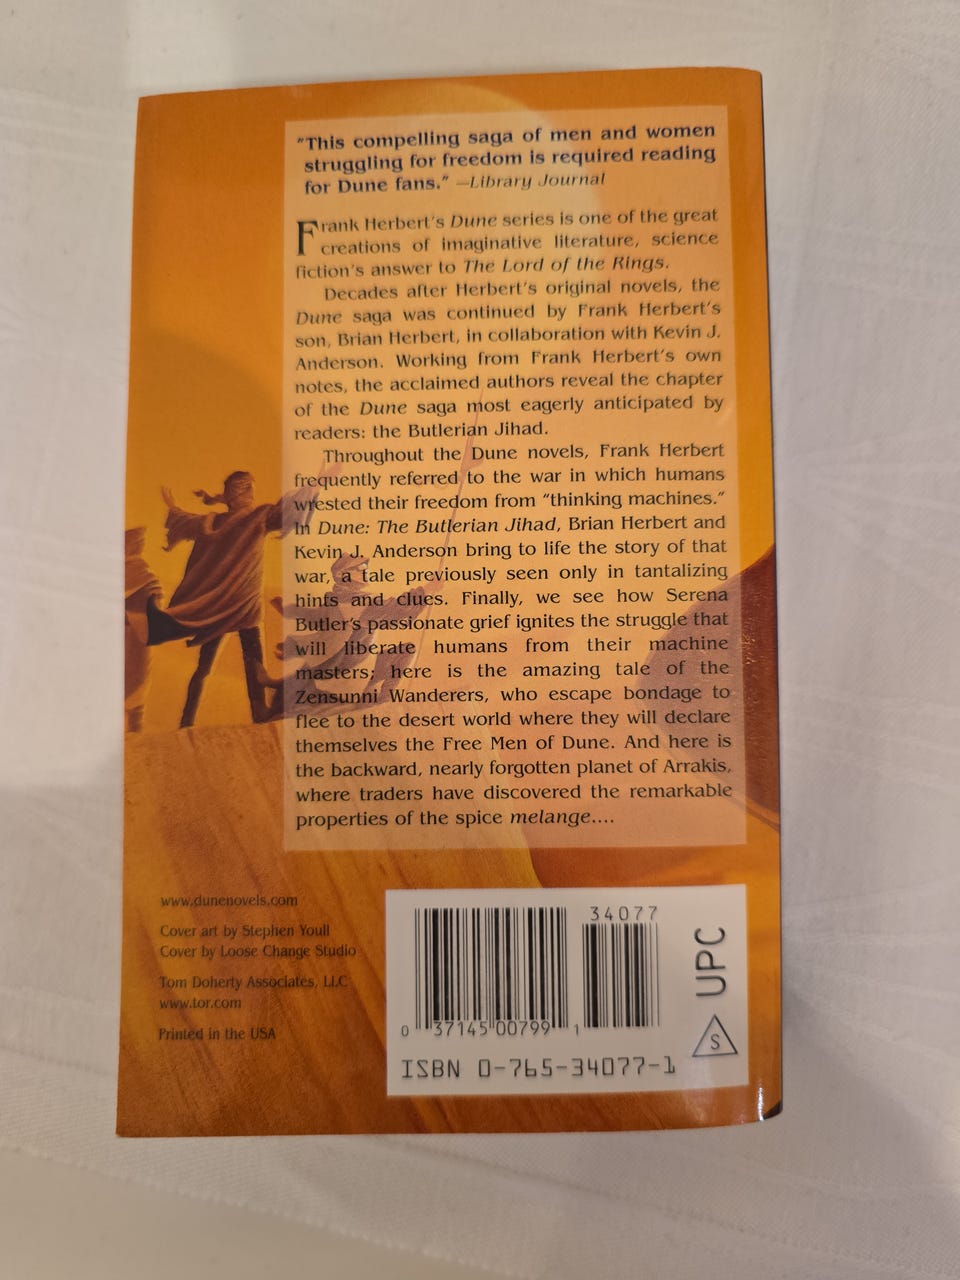 "This compelling saga of men and women
struggling for freedom is required reading
for Dune fans." —Library Journal
Frank Herbert's Dune series is one of the great
creations of imaginative literature, science
fiction's answer to The Lord of the Rings.
Decades after Herbert's original novels, the
Dune saga was continued by Frank Herbert's
son, Brian Herbert, in collaboration with Kevin J.
Anderson. Working from Frank Herbert's own
notes, the acclaimed authors reveal the chapter
of the Dune saga most eagerly anticipated by
readers: the Butlerian Jihad.
Throughout the Dune novels, Frank Herbert
frequently referred to the war in which humans
wrested their freedom from "thinking machines."
In Dune: The Butlerian Jihad, Brian Herbert and
Kevin J. Anderson bring to life the story of that
war, a tale previously seen only in tantalizing
hints and clues. Finally, we see how Serena
Butler's passionate grief ignites the struggle that
will liberate humans from their machine
masters; here is the amazing tale of the
Zensunni Wanderers, who escape bondage to
flee to the desert world where they will declare
themselves the Free Men of Dune. And here is
the backward, nearly forgotten planet of Arrakis,
where traders have discovered the remarkable
properties of the spice melange....
www.dunenovels.com
Cover art by Stephen Youll
Cover by Loose Change Studio
Tom Doherty Associates, LLC
www.tor.com
Printed in the USA
34077
0 37145 00799 1
UPC
S
ISBN 0-765-34077-1